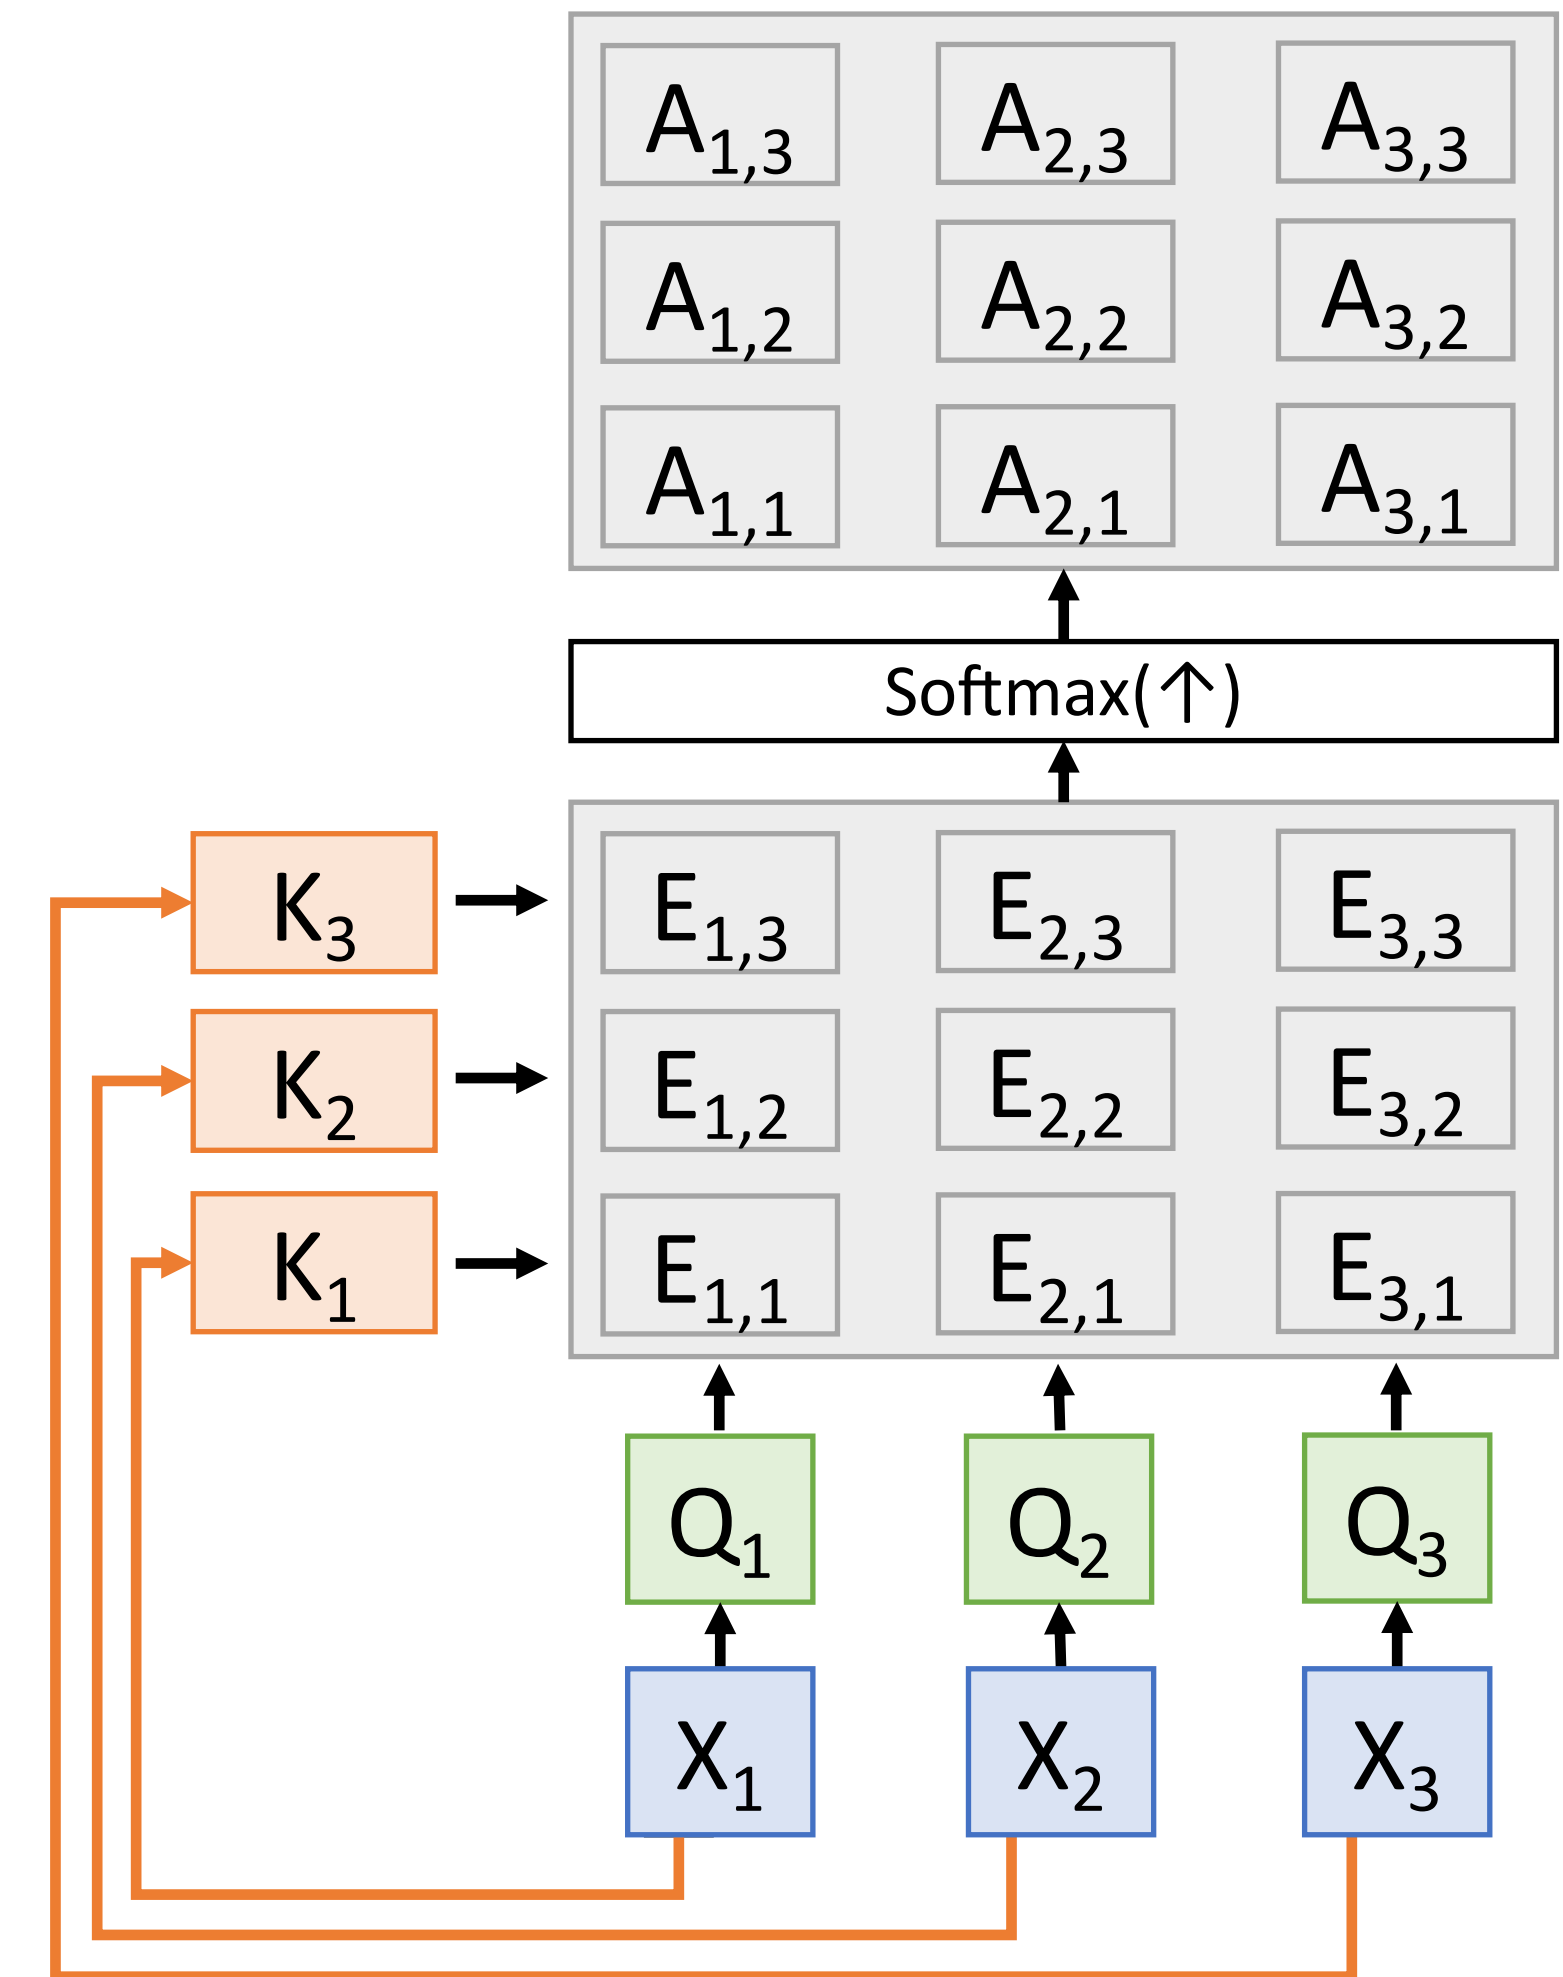 A1,3 A2,3 A3,3
A1,2 A2,2 A3,2
A1,1 A2,1 A3,1
Softmax(↑)
K3 E1,3 E2,3 E3,3
K2 E1,2 E2,2 E3,2
K1 E1,1 E2,1 E3,1
Q1 Q2 Q3
X1 X2 X3